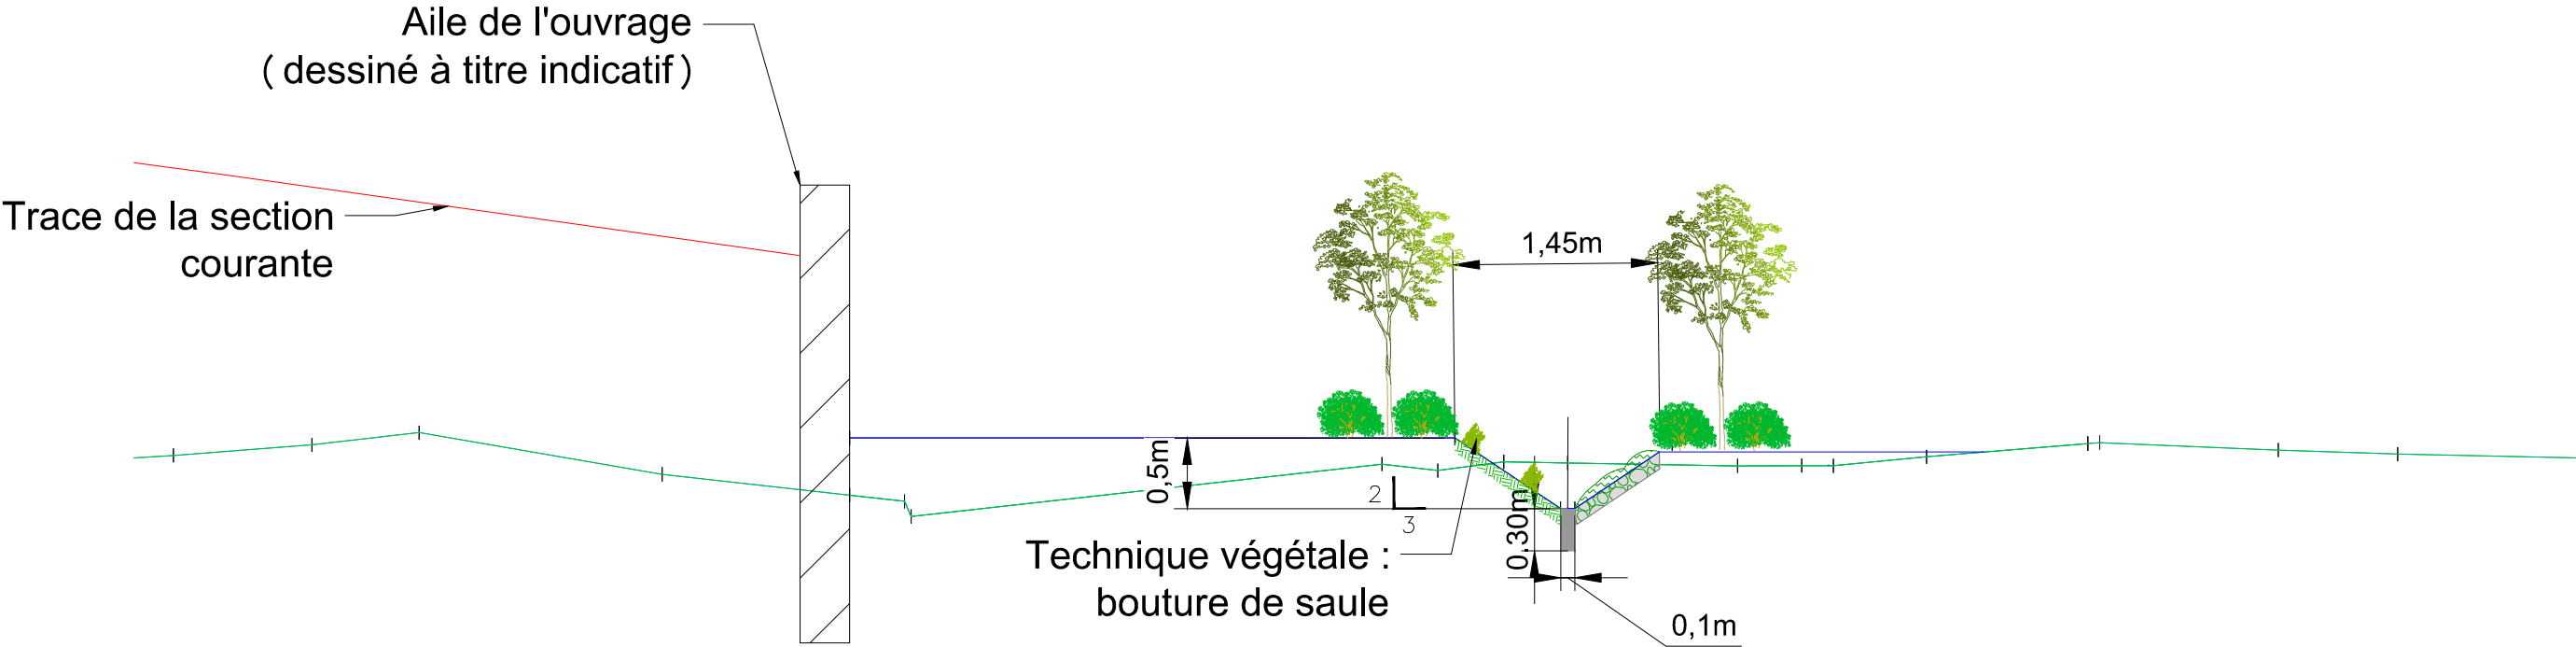 Aile de l'ouvrage
( dessiné à titre indicatif )
Trace de la section
courante
1,45m
0,5m
2
3
0.30m
Technique végétale :
bouture de saule
0,1m